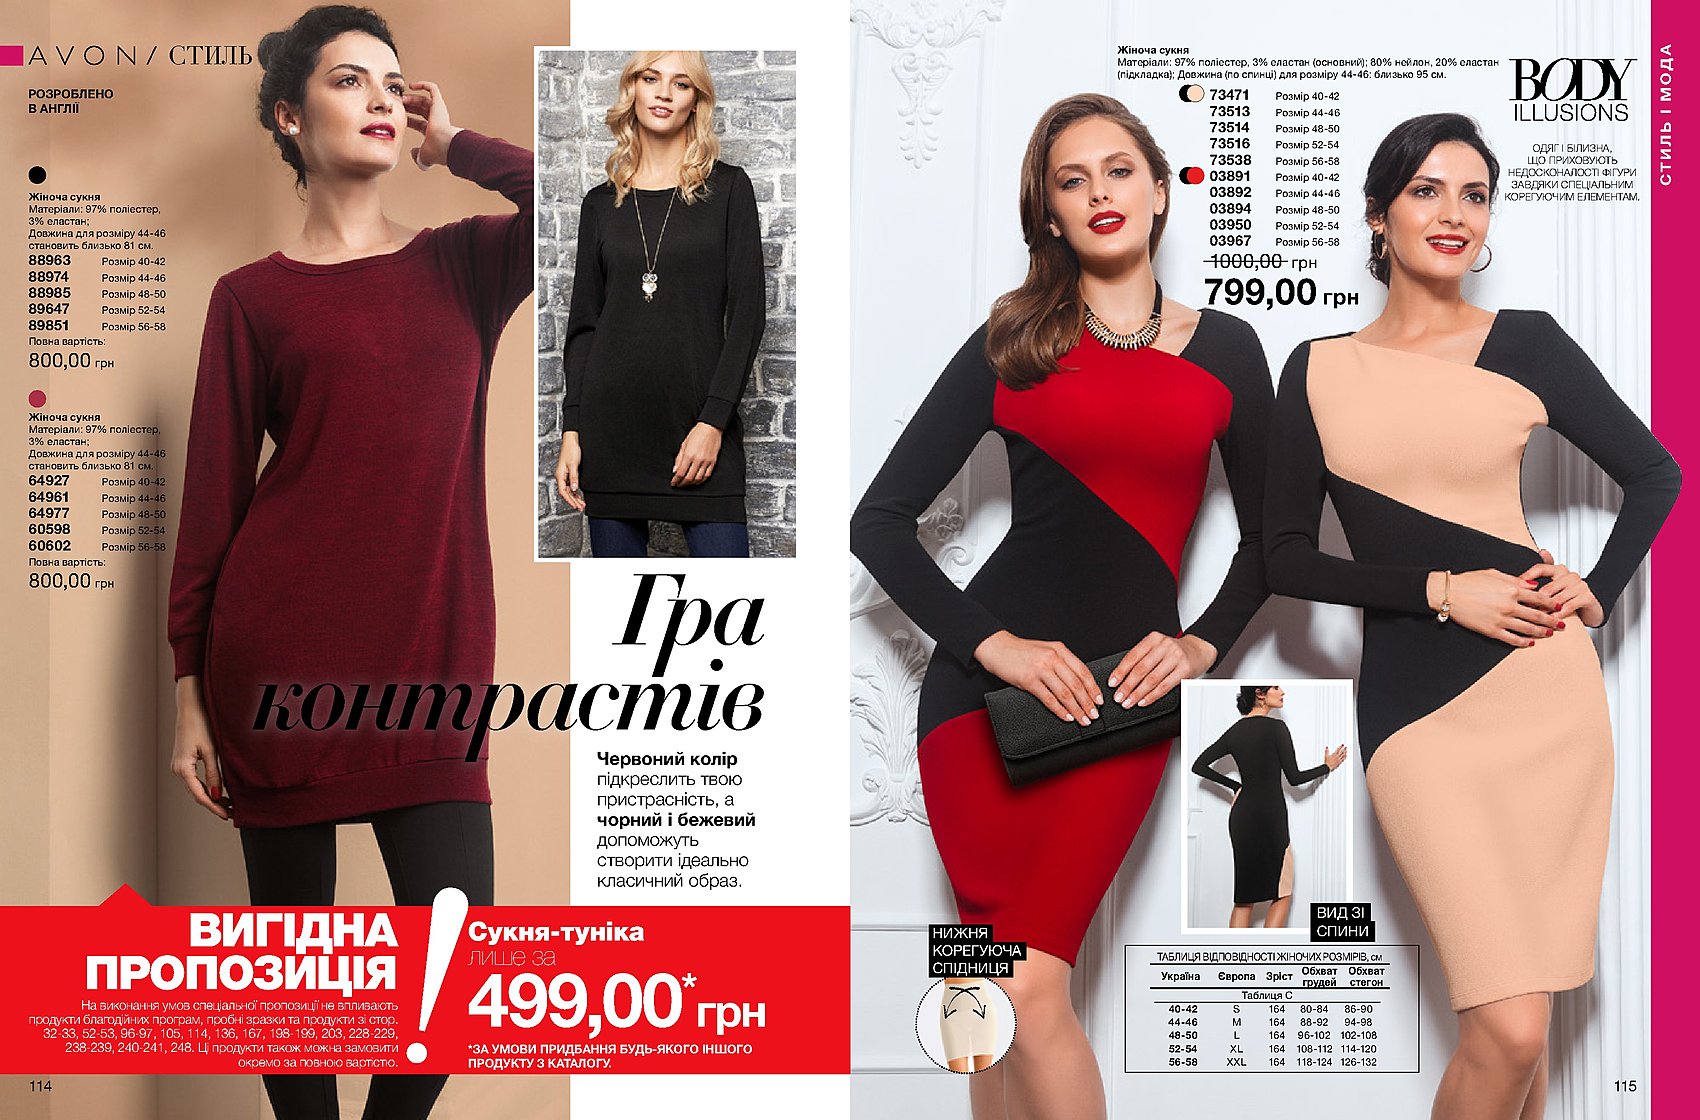 AVON / СТИЛЬ
РОЗРОБЛЕНО
В АНГЛІЇ
Жіноча сукня
Матеріали: 97% поліестер,
3% еластан;
Довжина для розміру 44-46
становить близько 81 см.
88963 Розмір 40-42
88974 Розмір 44-46
88985 Розмір 48-50
89647 Розмір 52-54
89851 Розмір 56-58
Повна вартість:
800,00 грн
Жіноча сукня
Матеріали: 97% поліестер,
3% еластан;
Довжина для розміру 44-46
становить близько 81 см.
64927 Розмір 40-42
64961 Розмір 44-46
64977 Розмір 48-50
60598 Розмір 52-54
60602 Розмір 56-58
Повна вартість:
800,00 грн
Гра
контрастів
Червоний колір
підкреслить твою
пристрасність, а
чорний і бежевий
допоможуть
створити ідеально
класичний образ.
ВИГІДНА
ПРОПОЗИЦІЯ
!
На виконання умов спеціальної пропозиції не впливають
продукти благодійних програм, пробні зразки та продукти зі стор.
32-33, 52-53, 96-97, 105, 114, 136, 167, 198-199, 203, 228-229,
238-239, 240-241, 248. Ці продукти також можна замовити
окремо за повною вартістю.
Сукня-туніка
лише за
499,00* грн
*ЗА УМОВИ ПРИДБАННЯ БУДЬ-ЯКОГО ІНШОГО
ПРОДУКТУ З КАТАЛОГУ.
114
Жіноча сукня
Матеріали: 97% поліестер, 3% еластан (основний); 80% нейлон, 20% еластан
(підкладка); Довжина (по спинці) для розміру 44-46: близько 95 см.
73471 Розмір 40-42
73513 Розмір 44-46
73514 Розмір 48-50
73516 Розмір 52-54
73538 Розмір 56-58
03891 Розмір 40-42
03892 Розмір 44-46
03894 Розмір 48-50
03950 Розмір 52-54
03967 Розмір 56-58
1000,00 грн
799,00 грн
BODY
ILLUSIONS
ОДЯГ І БІЛИЗНА,
ЩО ПРИХОВУЮТЬ
НЕДОСКОНАЛОСТІ ФІГУРИ
ЗАВДЯКИ СПЕЦІАЛЬНИМ
КОРЕГУЮЧИМ ЕЛЕМЕНТАМ.
СТИЛЬ І МОДА
ВИД ЗІ
СПИНИ
НИЖНЯ
КОРЕГУЮЧА
СПІДНИЦЯ
ТАБЛИЦЯ ВІДПОВІДНОСТІ ЖІНОЧИХ РОЗМІРІВ, см
Україна Європа Зріст Обхват грудей Обхват стегон
Таблиця С
40-42 S 164 80-84 86-90
44-46 M 164 88-92 94-98
48-50 L 164 96-102 102-108
52-54 XL 164 108-112 114-120
56-58 XXL 164 118-124 126-132
115